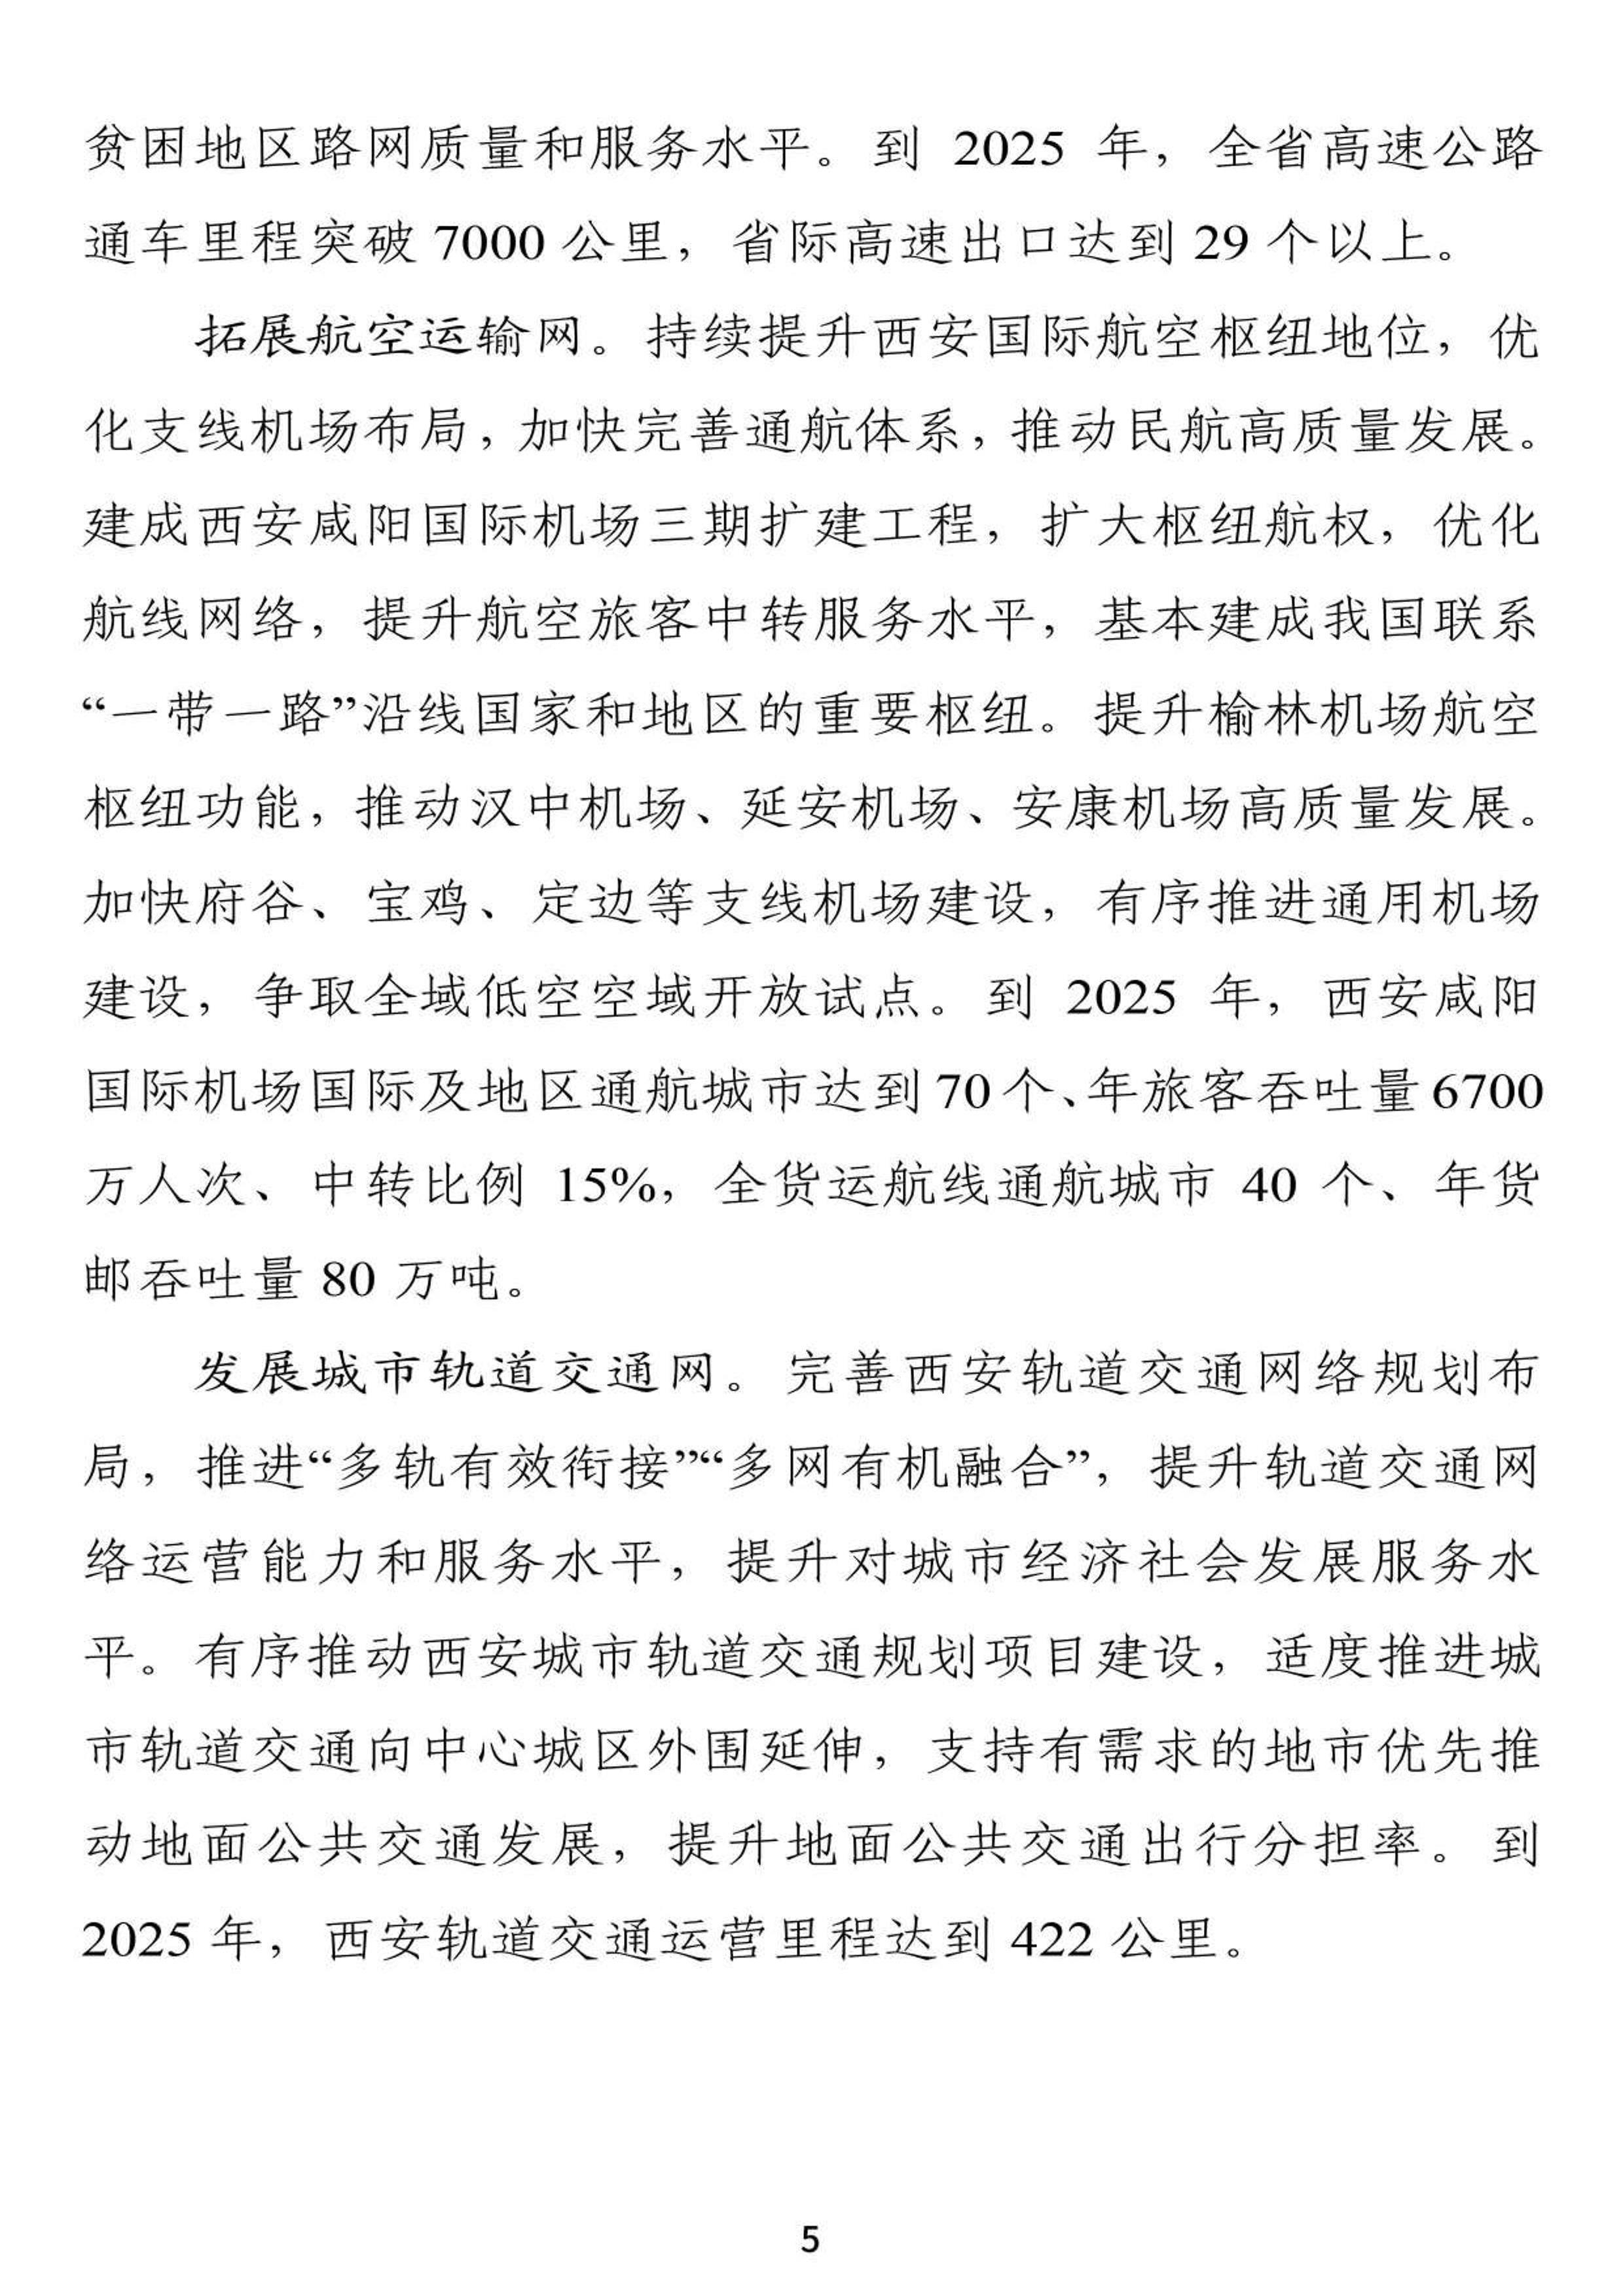 贫困地区路网质量和服务水平。到 2025 年，全省高速公路
通车里程突破 7000 公里，省际高速出口达到 29 个以上。
拓展航空运输网。持续提升西安国际航空枢纽地位，优
化支线机场布局，加快完善通航体系，推动民航高质量发展。
建成西安咸阳国际机场三期扩建工程，扩大枢纽航权，优化
航线网络，提升航空旅客中转服务水平，基本建成我国联系
“一带一路”沿线国家和地区的重要枢纽。提升榆林机场航空
枢纽功能，推动汉中机场、延安机场、安康机场高质量发展。
加快府谷、宝鸡、定边等支线机场建设，有序推进通用机场
建设，争取全域低空空域开放试点。到 2025 年，西安咸阳
国际机场国际及地区通航城市达到 70 个、年旅客吞吐量 6700
万人次、中转比例 15%，全货运航线通航城市 40 个、年货
邮吞吐量 80 万吨。
发展城市轨道交通网。完善西安轨道交通网络规划布
局，推进“多轨有效衔接”“多网有机融合”，提升轨道交通网
络运营能力和服务水平，提升对城市经济社会发展服务水
平。有序推动西安城市轨道交通规划项目建设，适度推进城
市轨道交通向中心城区外围延伸，支持有需求的地市优先推
动地面公共交通发展，提升地面公共交通出行分担率。到
2025 年，西安轨道交通运营里程达到 422 公里。
5